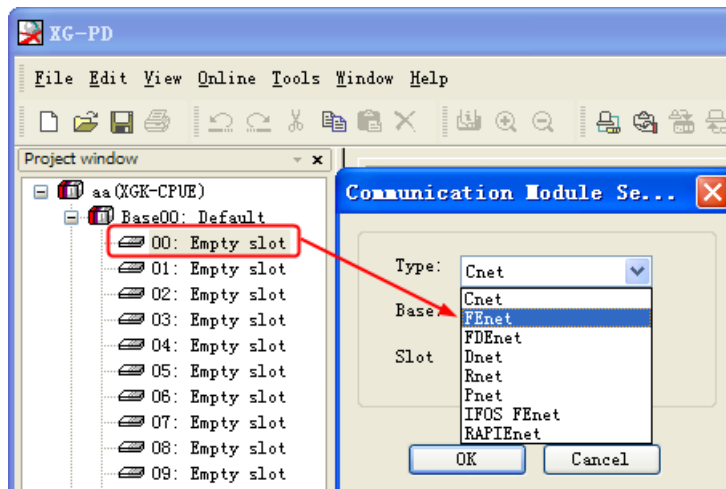 XG-PD
File Edit View Online Tools Window Help
Project window
aa(XGK-CPUE)
Base00: Default
00: Empty slot
01: Empty slot
02: Empty slot
03: Empty slot
04: Empty slot
05: Empty slot
06: Empty slot
07: Empty slot
08: Empty slot
09: Empty slot
Communication Module Se...
Type: Cnet
Base:
Slot
Cnet
FEnet
FDEnet
Dnet
Rnet
Pnet
IFOS FEnet
RAPIEnet
OK Cancel